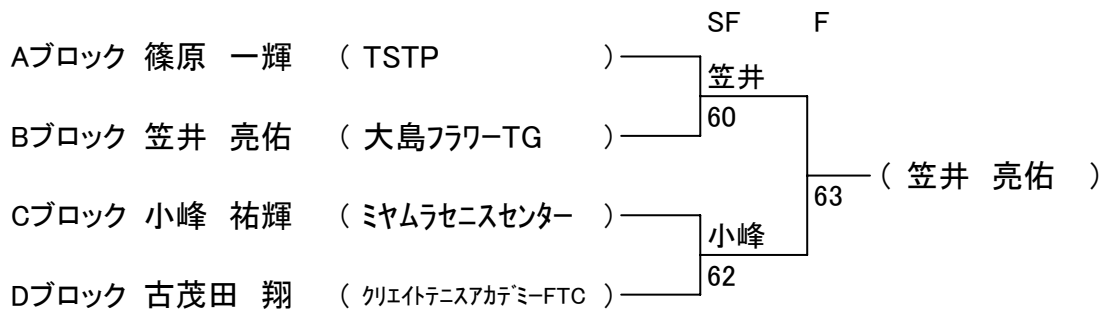 SF F
Aブロック 篠原 一輝 ( TSTP )
笠井
60
Bブロック 笠井 亮佑 ( 大島フラワーTG )
( 笠井 亮佑 )
63
Cブロック 小峰 祐輝 ( ミヤムラセニスセンター )
小峰
62
Dブロック 古茂田 翔 ( クリエイトテニスアカデミーFTC )